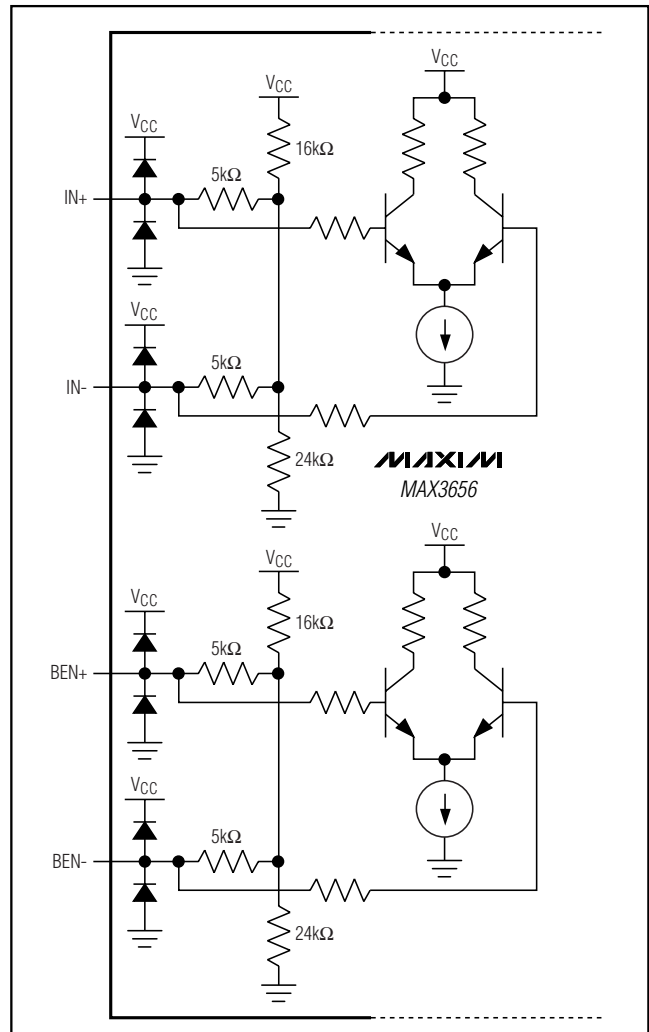 VCC
VCC
VCC
16kΩ
5kΩ
IN+
VCC
5kΩ
IN-
24kΩ
MAXIM
MAX3656
VCC
VCC
VCC
16kΩ
5kΩ
BEN+
VCC
5kΩ
BEN-
24kΩ